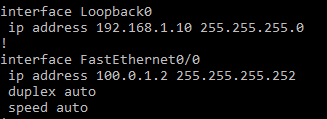 interface Loopback0
 ip address 192.168.1.10 255.255.255.0
!
interface FastEthernet0/0
 ip address 100.0.1.2 255.255.255.252
 duplex auto
 speed auto